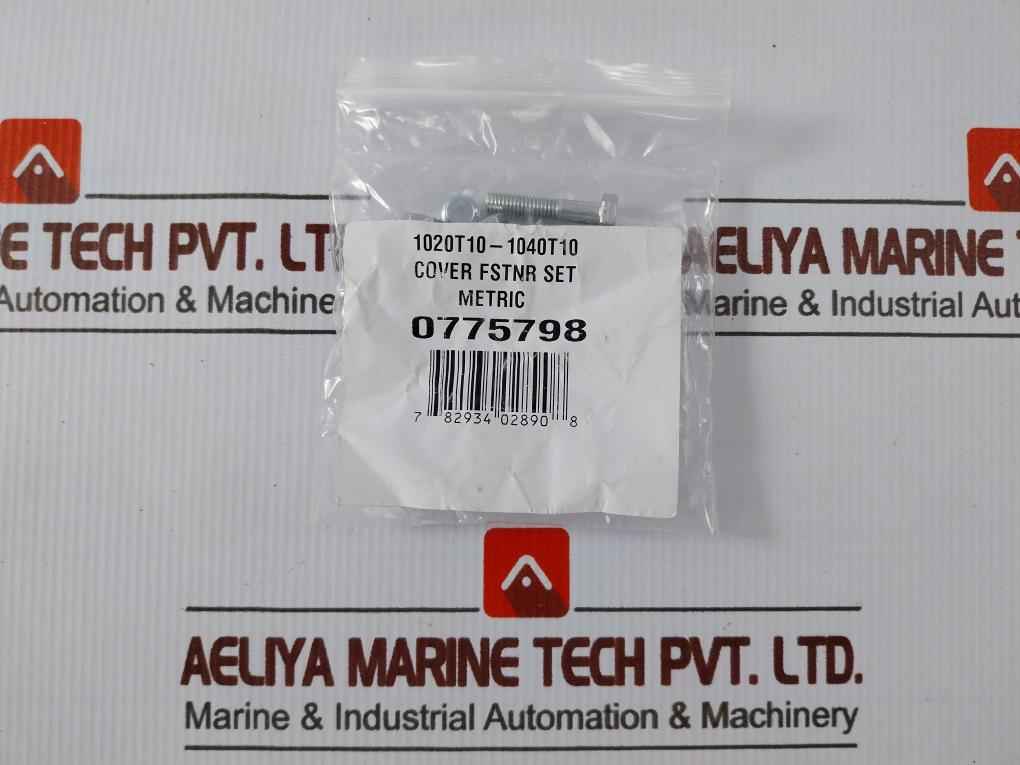 1020T10-1040T10
COVER FSTNR SET
METRIC
0775798
7 82934 02890 8
E TECH PVT. LT
Automation & Machine
AELIYA MARINE T
Marine & Industrial Aut
AELIYA MARINE TECH PVT. LTD.
Marine & Industrial Automation & Machinery